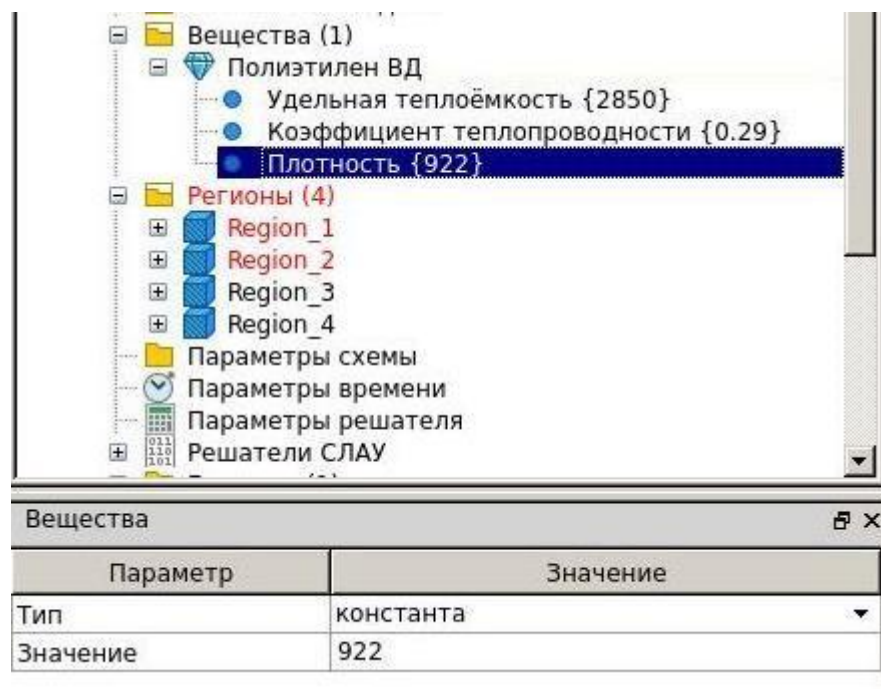 Вещества (1)
Полиэтилен ВД
Удельная теплоёмкость {2850}
Коэффициент теплопроводности {0.29}
Плотность {922}
Регионы (4)
Region_1
Region_2
Region_3
Region_4
Параметры схемы
Параметры времени
Параметры решателя
Решатели СЛАУ
Вещества
Параметр Значение
Тип константа
Значение 922